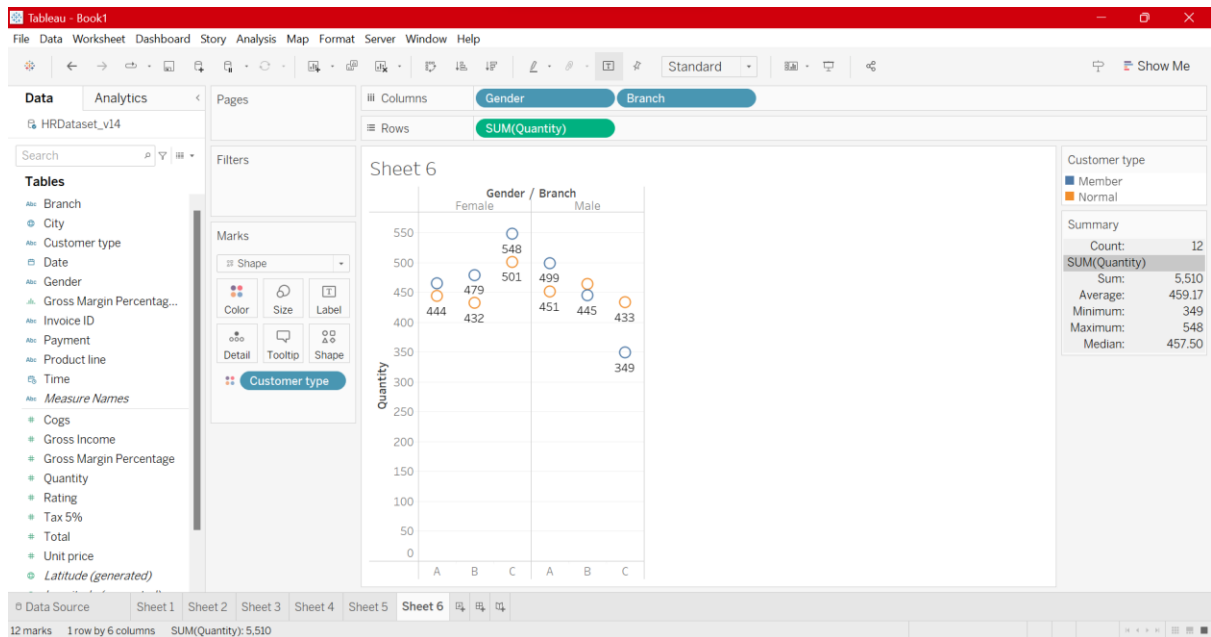 Tableau - Book1
File Data Worksheet Dashboard Story Analysis Map Format Server Window Help
Standard
Show Me
Data Analytics
Pages
Columns Gender Branch
HRDataset_v14
Rows SUM(Quantity)
Search
Filters
Sheet 6
Customer type
Member
Normal
Tables
Branch
City
Customer type
Date
Gender
Gross Margin Percentag...
Invoice ID
Payment
Product line
Time
Measure Names
Cogs
Gross Income
Gross Margin Percentage
Quantity
Rating
Tax 5%
Total
Unit price
Latitude (generated)
Marks
Shape
Color Size Label
Detail Tooltip Shape
Customer type
Gender / Branch
Female Male
Quantity
550
500
450
400
350
300
250
200
150
100
50
0
548
501
479
499
444
432
451
445
433
349
A B C A B C
Summary
Count: 12
SUM(Quantity)
Sum: 5,510
Average: 459.17
Minimum: 349
Maximum: 548
Median: 457.50
Data Source Sheet 1 Sheet 2 Sheet 3 Sheet 4 Sheet 5 Sheet 6
12 marks 1 row by 6 columns SUM(Quantity): 5,510